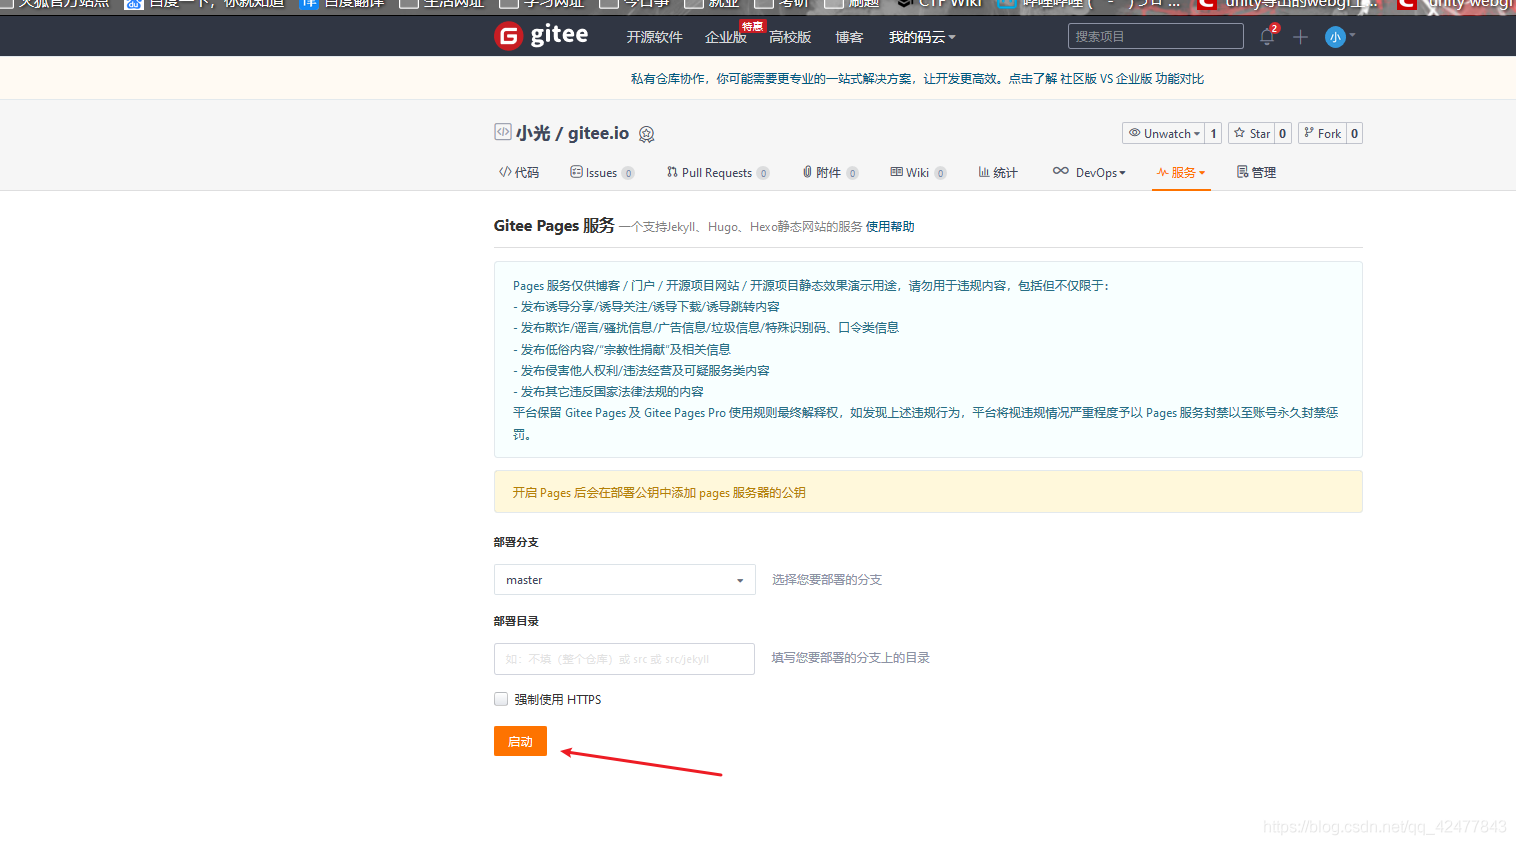 火狐官方站点 百度一下，你就知道 百度翻译 生活网址 学习网址 今日事 就业 考研 刷题 CTF Wiki
gitee 开源软件 企业版 特惠 高校版 博客 我的码云 搜索项目 2 小
私有仓库协作，你可能需要更专业的一站式解决方案，让开发更高效。点击了解 社区版 VS 企业版 功能对比
小光 / gitee.io Unwatch 1 Star 0 Fork 0
代码 Issues 0 Pull Requests 0 附件 0 Wiki 0 统计 DevOps 服务 管理
Gitee Pages 服务 一个支持Jekyll、Hugo、Hexo静态网站的服务 使用帮助
Pages 服务仅供博客 / 门户 / 开源项目网站 / 开源项目静态效果演示用途，请勿用于违规内容，包括但不仅限于：
- 发布诱导分享/诱导关注/诱导下载/诱导跳转内容
- 发布欺诈/谣言/骚扰信息/广告信息/垃圾信息/特殊识别码、口令类信息
- 发布低俗内容/“宗教性捐献”及相关信息
- 发布侵害他人权利/违法经营及可疑服务类内容
- 发布其它违反国家法律法规的内容
平台保留 Gitee Pages 及 Gitee Pages Pro 使用规则最终解释权，如发现上述违规行为，平台将视违规情况严重程度予以 Pages 服务封禁以至账号永久封禁惩
罚。
开启 Pages 后会在部署公钥中添加 pages 服务器的公钥
部署分支
master 选择您要部署的分支
部署目录
如：不填（整个仓库）或 src 或 src/jekyll 填写您要部署的分支上的目录
强制使用 HTTPS
启动
https://blog.csdn.net/qq_42477843